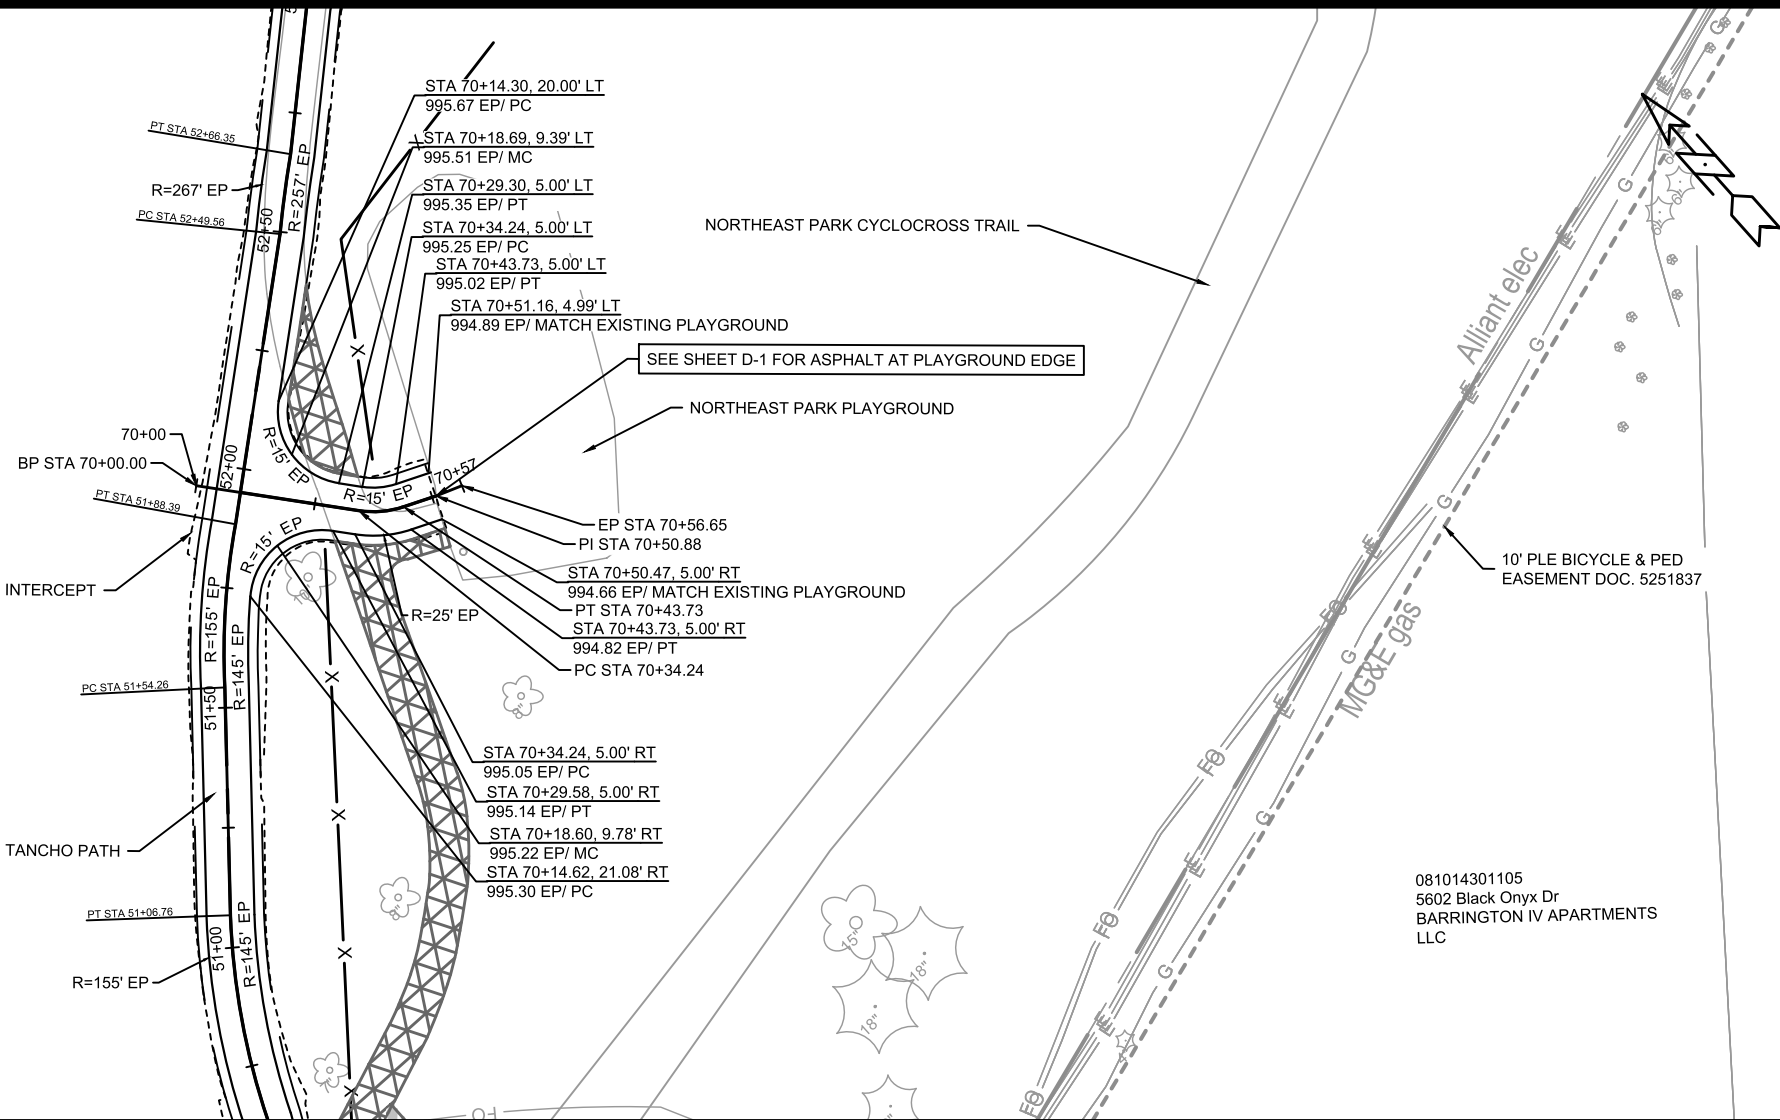 STA 70+14.30, 20.00' LT
995.67 EP/ PC
STA 70+18.69, 9.39' LT
995.51 EP/ MC
STA 70+29.30, 5.00' LT
995.35 EP/ PT
STA 70+34.24, 5.00' LT
995.25 EP/ PC
STA 70+43.73, 5.00' LT
995.02 EP/ PT
STA 70+51.16, 4.99' LT
994.89 EP/ MATCH EXISTING PLAYGROUND
SEE SHEET D-1 FOR ASPHALT AT PLAYGROUND EDGE
NORTHEAST PARK PLAYGROUND
NORTHEAST PARK CYCLOCROSS TRAIL
PT STA 52+66.35
R=267' EP
R=257' EP
PC STA 52+49.56
52+50
70+00
BP STA 70+00.00
52+00
PT STA 51+88.39
R=15' EP
R=15' EP
70+57
R=15' EP
EP STA 70+56.65
PI STA 70+50.88
INTERCEPT
STA 70+50.47, 5.00' RT
994.66 EP/ MATCH EXISTING PLAYGROUND
PT STA 70+43.73
STA 70+43.73, 5.00' RT
994.82 EP/ PT
PC STA 70+34.24
R=25' EP
R=155' EP
R=145' EP
PC STA 51+54.26
51+50
STA 70+34.24, 5.00' RT
995.05 EP/ PC
STA 70+29.58, 5.00' RT
995.14 EP/ PT
STA 70+18.60, 9.78' RT
995.22 EP/ MC
STA 70+14.62, 21.08' RT
995.30 EP/ PC
TANCHO PATH
PT STA 51+06.76
51+00
R=145' EP
R=155' EP
X
X
X
X
X
8"
8"
15"
18"
18"
Alliant elec
MG&E gas
G
G
G
G
G
G
G
E
E
E
E
E
E
FO
FO
FO
FO
FO
10' PLE BICYCLE & PED
EASEMENT DOC. 5251837
081014301105
5602 Black Onyx Dr
BARRINGTON IV APARTMENTS
LLC